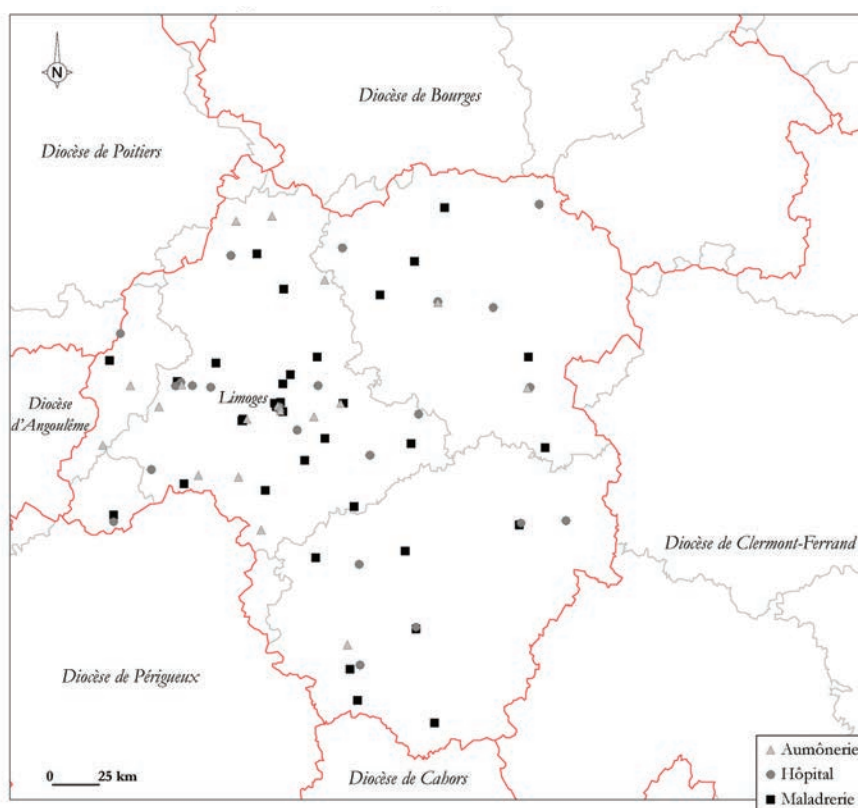 N
Diocèse de Bourges
Diocèse de Poitiers
Limoges
Diocèse
d'Angoulême
Diocèse de Clermont-Ferrand
Diocèse de Périgueux
Diocèse de Cahors
0 25 km
Aumônerie
Hôpital
Maladrerie